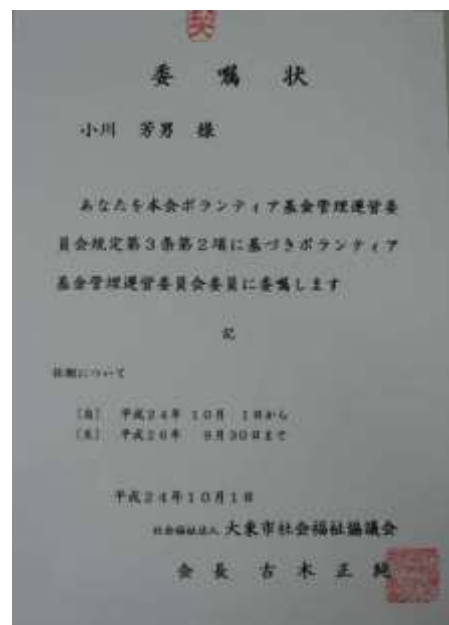 契
委嘱状
小川 芳男 様
あなたを本会ボランティア基金管理運営委
員会規定第3条第2項に基づきボランティア
基金管理運営委員会委員に委嘱します
記
任期について
[自] 平成24年 10月 1日から
[至] 平成26年 9月30日まで
平成24年10月1日
社会福祉法人 大東市社会福祉協議会
会長 古木正純